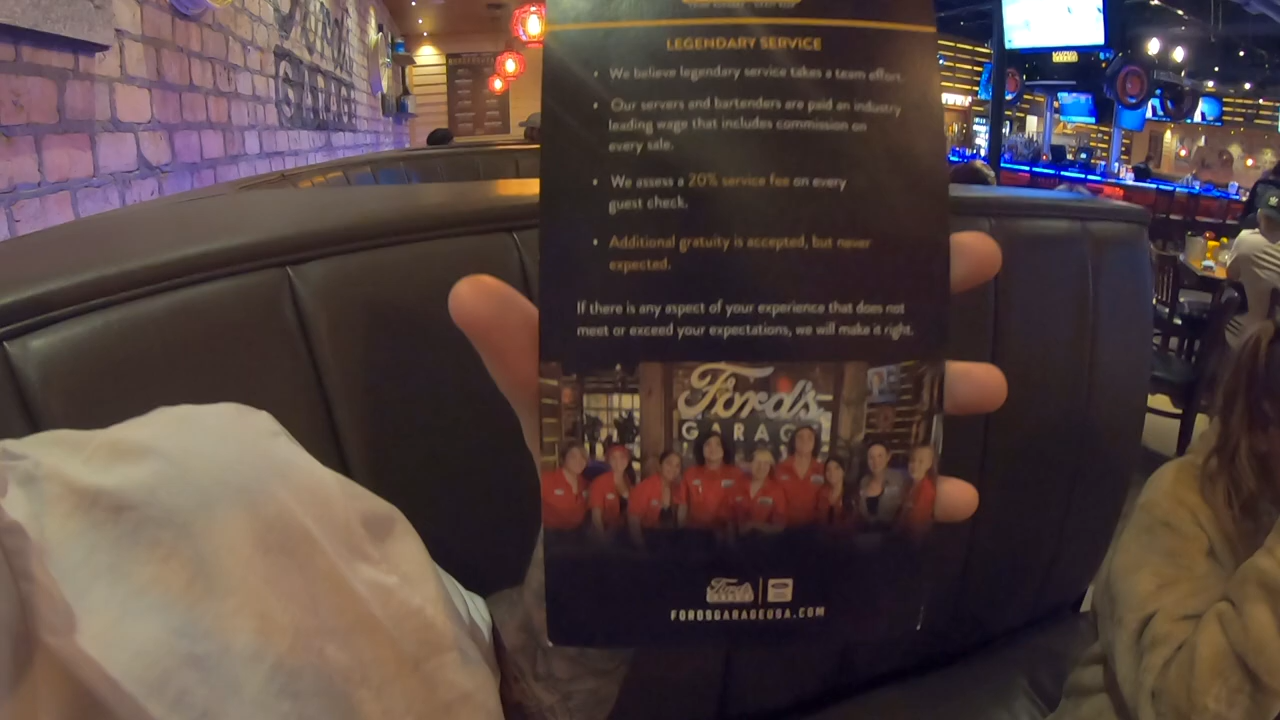 LEGENDARY SERVICE
• We believe legendary service takes a team effort.
• Our servers and bartenders are paid an industry
leading wage that includes commission on
every sale.
• We assess a 20% service fee on every
guest check.
• Additional gratuity is accepted, but never
expected.
If there is any aspect of your experience that does not
meet or exceed your expectations, we will make it right.
Ford's
GARAGE
Ford's
GARAGE
FORDSGARAGEUSA.COM